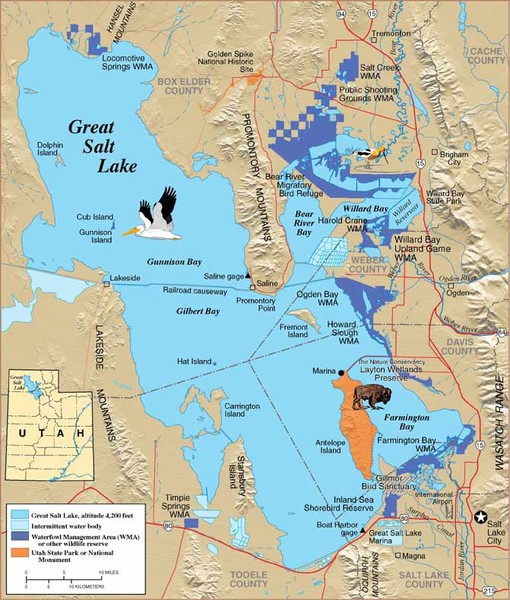 HANSEL
MOUNTAINS
84
15
Tremonton
Locomotive
Springs WMA
Golden Spike
National Historic
Site
CACHE
COUNTY
Salt Creek
WMA
BOX ELDER
COUNTY
Public Shooting
Grounds WMA
Great
Salt
Lake
PROMONTORY
MOUNTAINS
Dolphin
Island
Brigham
City
84
Bear River
Migratory
Bird Refuge
Willard Bay
State Park
Willard Bay
Willard
Reservoir
Cub Island
Gunnison
Island
Bear
River
Bay
Harold Crane
WMA
Willard Bay
Upland Game
WMA
Gunnison Bay
WEBER
COUNTY
Saline gage
Lakeside
Saline
Ogden River
Railroad causeway
Promontory
Point
Ogden Bay
WMA
Ogden
Gilbert Bay
Fremont
Island
Howard
Slough
WMA
Weber River
84
DAVIS
COUNTY
LAKESIDE
MOUNTAINS
Hat Island
The Nature Conservancy
Layton Wetlands
Preserve
Marina
WASATCH RANGE
Great
Salt
Lake
UTAH
Carrington
Island
Farmington
Bay
Antelope
Island
Farmington Bay
WMA
15
Stansbury
Island
Gillmor
Bird Sanctuary
Timpie
Springs
WMA
Inland Sea
Shorebird Reserve
International
Airport
Surplus Canal
Salt
Lake
City
80
Boat Harbor
gage
Great Salt Lake
Marina
80
Magna
Jordan River
215
OQUIRRH
MOUNTAINS
TOOELE
COUNTY
SALT LAKE
COUNTY
Great Salt Lake, altitude 4,200 feet
Intermittent water body
Waterfowl Management Area (WMA)
or other wildlife reserve
Utah State Park or National
Monument
0 5 10 MILES
0 5 10 KILOMETERS